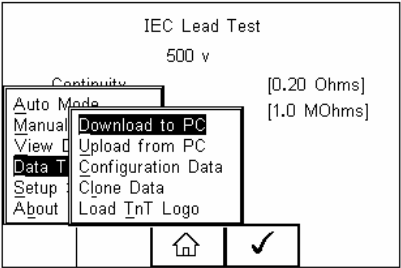 IEC Lead Test
500 v
Continuity [0.20 Ohms]
[1.0 MOhms]
Auto Mode
Manual
View
Data T
Setup
About
Download to PC
Upload from PC
Configuration Data
Clone Data
Load TnT Logo